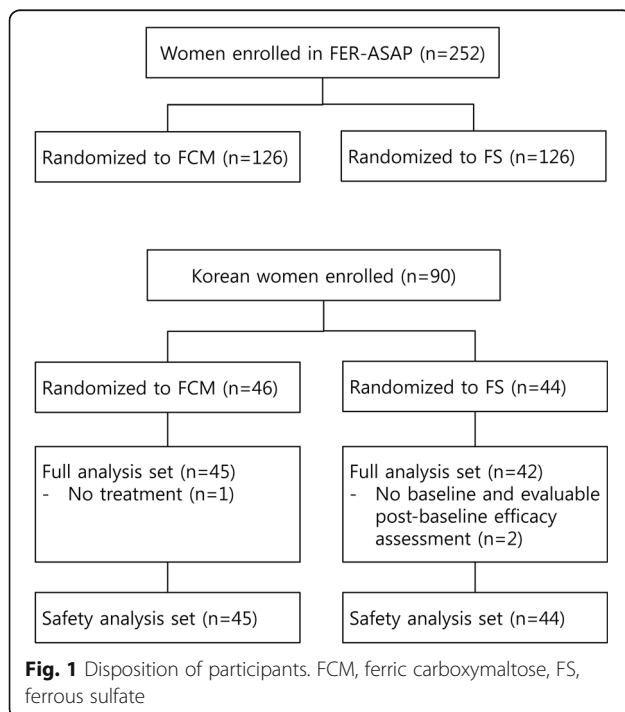 Women enrolled in FER-ASAP (n=252)
Randomized to FCM (n=126)
Randomized to FS (n=126)
Korean women enrolled (n=90)
Randomized to FCM (n=46)
Randomized to FS (n=44)
Full analysis set (n=45)
- No treatment (n=1)
Full analysis set (n=42)
- No baseline and evaluable
post-baseline efficacy
assessment (n=2)
Safety analysis set (n=45)
Safety analysis set (n=44)
Fig. 1 Disposition of participants. FCM, ferric carboxymaltose, FS,
ferrous sulfate